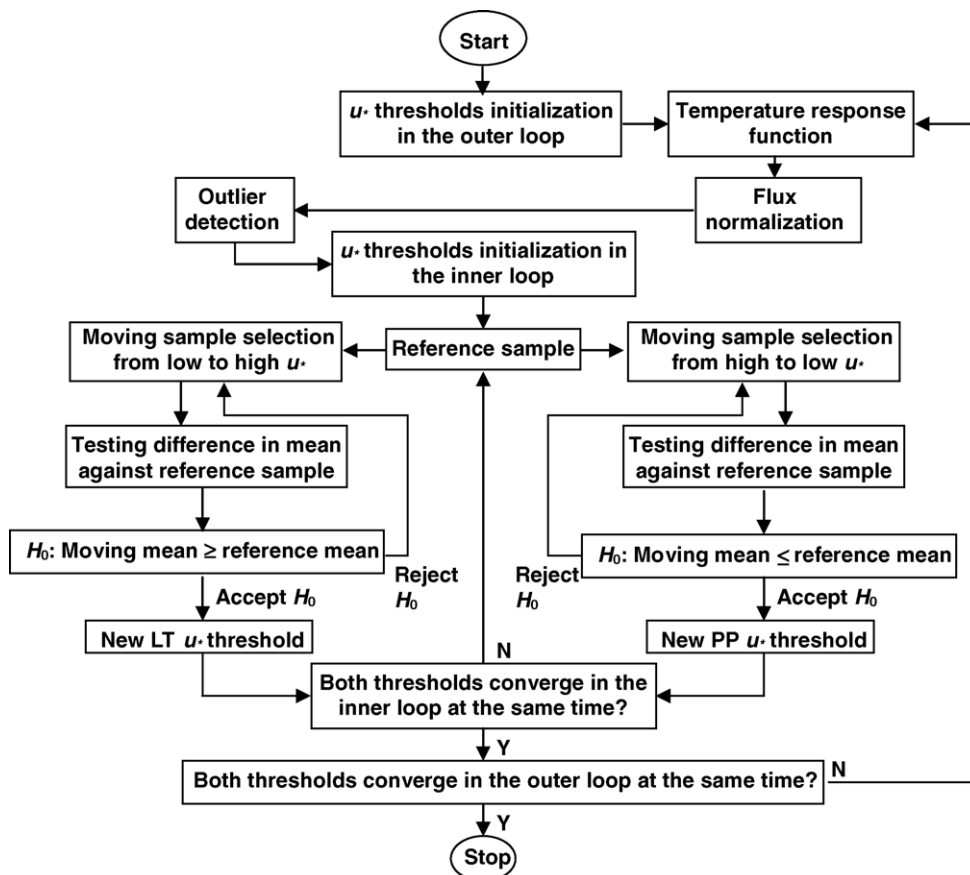 Start
u* thresholds initialization
in the outer loop
Temperature response
function
Outlier
detection
Flux
normalization
u* thresholds initialization in
the inner loop
Moving sample selection
from low to high u*
Reference sample
Moving sample selection
from high to low u*
Testing difference in mean
against reference sample
Testing difference in mean
against reference sample
H₀: Moving mean ≥ reference mean
Reject
H₀
Reject
H₀
H₀: Moving mean ≤ reference mean
Accept H₀
Accept H₀
New LT u* threshold
New PP u* threshold
N
Both thresholds converge in the
inner loop at the same time?
Y
Both thresholds converge in the outer loop at the same time?
N
Y
Stop